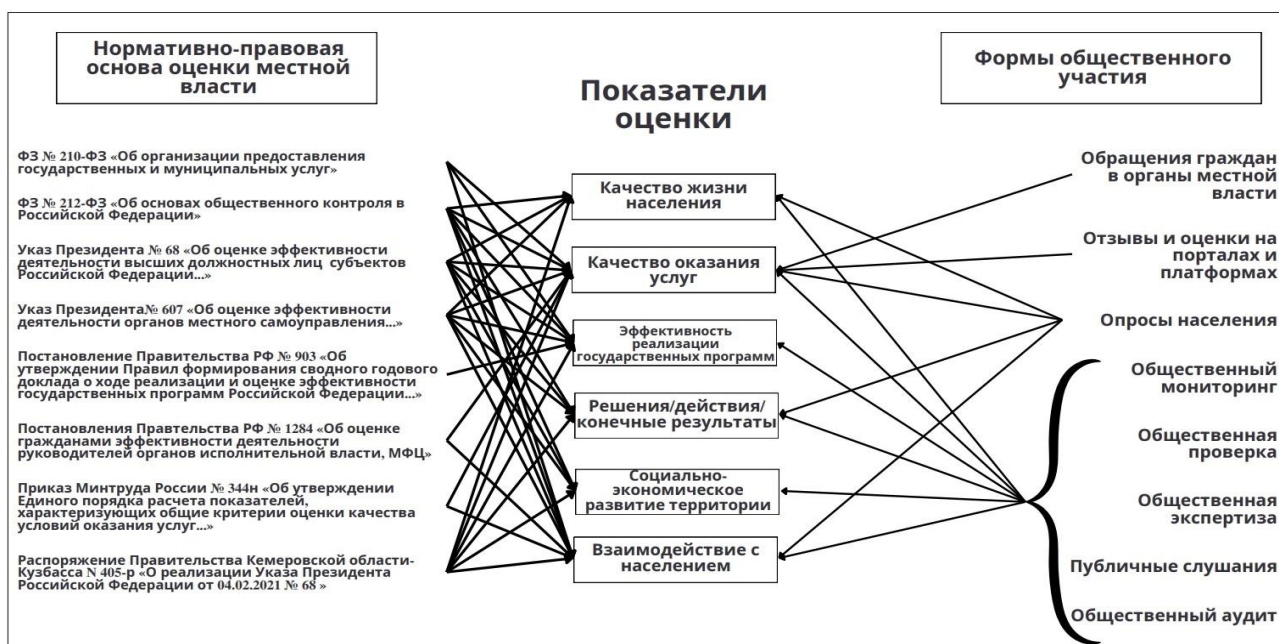 Нормативно-правовая
основа оценки местной
власти
ФЗ № 210-ФЗ «Об организации предоставления
государственных и муниципальных услуг»
ФЗ № 212-ФЗ «Об основах общественного контроля в
Российской Федерации»
Указ Президента № 68 «Об оценке эффективности
деятельности высших должностных лиц субъектов
Российской Федерации...»
Указ Президента№ 607 «Об оценке эффективности
деятельности органов местного самоуправления...»
Постановление Правительства РФ № 903 «Об
утверждении Правил формирования сводного годового
доклада о ходе реализации и оценке эффективности
государственных программ Российской Федерации...»
Постановления Правтельства РФ № 1284 «Об оценке
гражданами эффективности деятельности
руководителей органов исполнительной власти, МФЦ»
Приказ Минтруда России № 344н «Об утверждении
Единого порядка расчета показателей,
характеризующих общие критерии оценки качества
условий оказания услуг...»
Распоряжение Правительства Кемеровской области-
Кузбасса N 405-р «О реализации Указа Президента
Российской Федерации от 04.02.2021 № 68 »
Показатели
оценки
Качество жизни
населения
Качество оказания
услуг
Эффективность
реализации
государственных программ
Решения/действия/
конечные результаты
Социально-
экономическое
развитие территории
Взаимодействие с
населением
Формы общественного
участия
Обращения граждан
в органы местной
власти
Отзывы и оценки на
порталах и
платформах
Опросы населения
Общественный
мониторинг
Общественная
проверка
Общественная
экспертиза
Публичные слушания
Общественный аудит